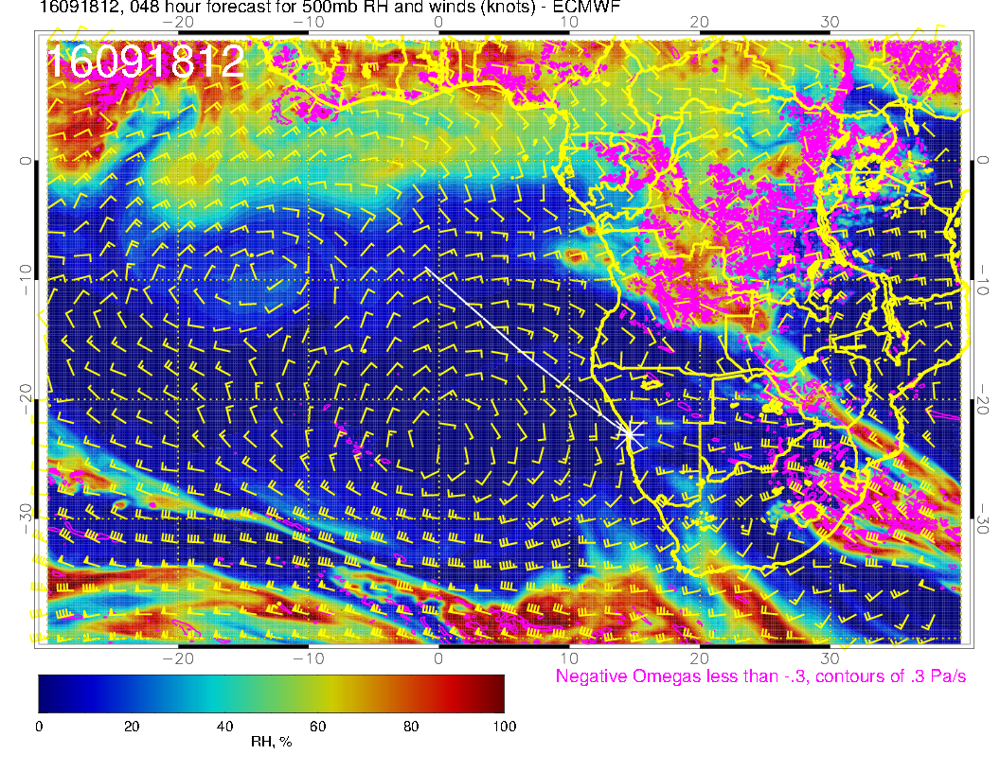 16091812, 048 hour forecast for 500mb RH and winds (knots) - ECMWF
-20 -10 0 10 20 30
16091812
0 0
-10 -10
-20 -20
-30 -30
-20 -10 0 10 20 30
Negative Omegas less than -.3, contours of .3 Pa/s
0 20 40 60 80 100
RH, %